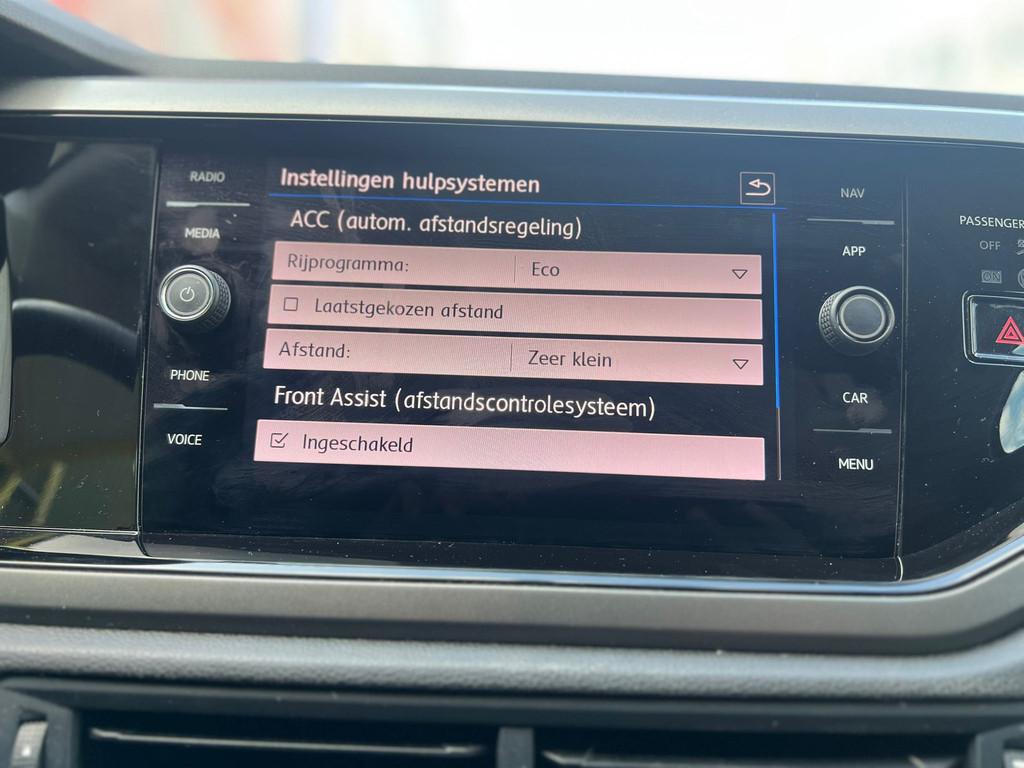 RADIO
MEDIA
PHONE
VOICE
Instellingen hulpsystemen
ACC (autom. afstandsregeling)
Rijprogramma: Eco
Laatstgekozen afstand
Afstand: Zeer klein
Front Assist (afstandscontrolesysteem)
Ingeschakeld
NAV
APP
CAR
MENU
PASSENGER
OFF
ON